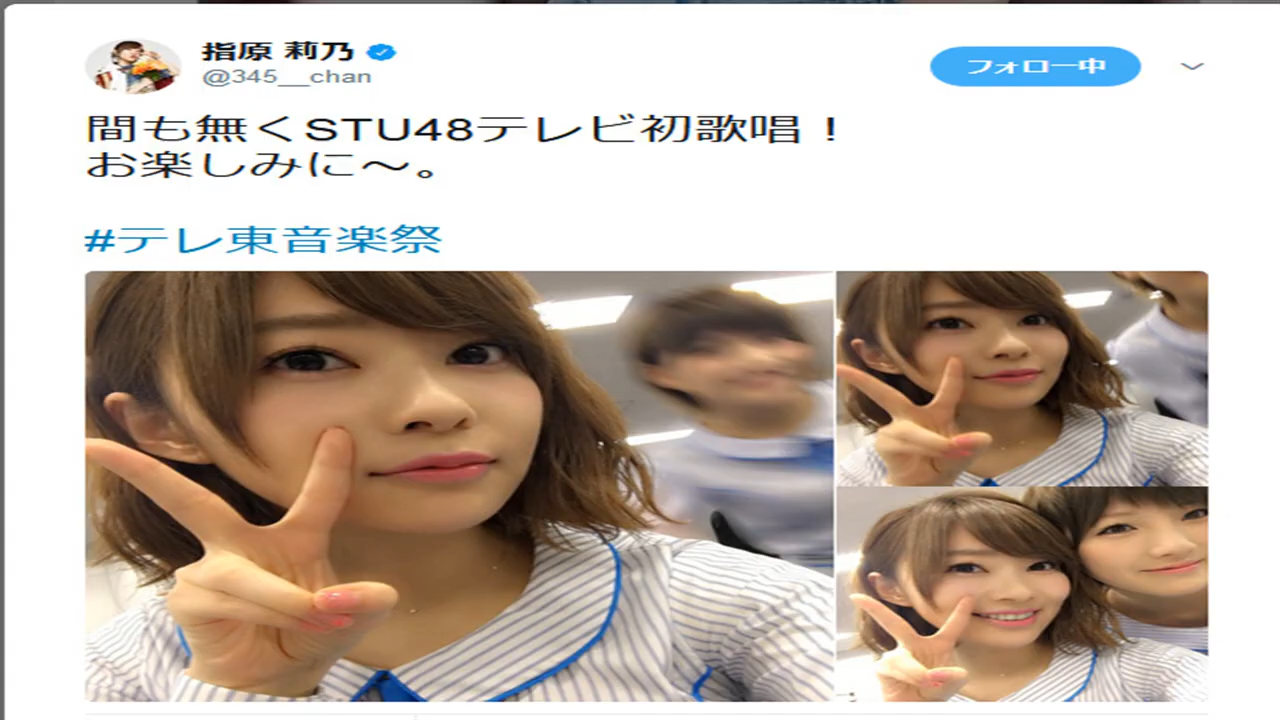 指原 莉乃
@345__chan
フォロー中
間も無くSTU48テレビ初歌唱！
お楽しみに〜。
#テレ東音楽祭